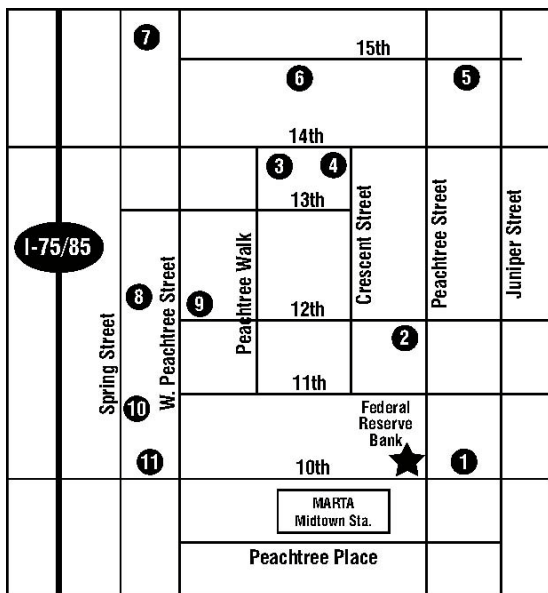 7
15th
6
5
14th
3
4
13th
I-75/85
Spring Street
W. Peachtree Street
Peachtree Walk
Crescent Street
Peachtree Street
Juniper Street
8
9
12th
2
11th
10
Federal
Reserve
Bank
11
10th
1
MARTA
Midtown Sta.
Peachtree Place